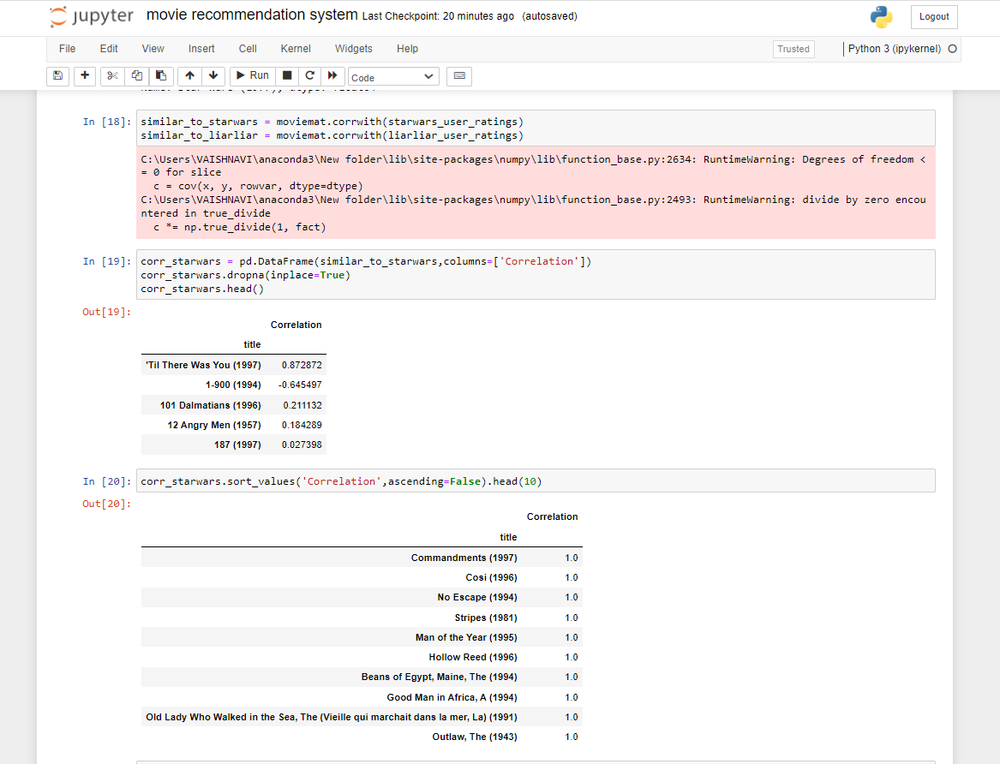 jupyter movie recommendation system Last Checkpoint: 20 minutes ago (autosaved) Logout
File Edit View Insert Cell Kernel Widgets Help Trusted Python 3 (ipykernel)
Run Code
In [18]: similar_to_starwars = moviemat.corrwith(starwars_user_ratings)
similar_to_liarliar = moviemat.corrwith(liarliar_user_ratings)
C:\Users\VAISHNAVI\anaconda3\New folder\lib\site-packages\numpy\lib\function_base.py:2634: RuntimeWarning: Degrees of freedom <
= 0 for slice
c = cov(x, y, rowvar, dtype=dtype)
C:\Users\VAISHNAVI\anaconda3\New folder\lib\site-packages\numpy\lib\function_base.py:2493: RuntimeWarning: divide by zero encou
ntered in true_divide
c *= np.true_divide(1, fact)
In [19]: corr_starwars = pd.DataFrame(similar_to_starwars,columns=['Correlation'])
corr_starwars.dropna(inplace=True)
corr_starwars.head()
Out[19]:
Correlation
title
'Til There Was You (1997) 0.872872
1-900 (1994) -0.645497
101 Dalmatians (1996) 0.211132
12 Angry Men (1957) 0.184289
187 (1997) 0.027398
In [20]: corr_starwars.sort_values('Correlation',ascending=False).head(10)
Out[20]:
Correlation
title
Commandments (1997) 1.0
Cosi (1996) 1.0
No Escape (1994) 1.0
Stripes (1981) 1.0
Man of the Year (1995) 1.0
Hollow Reed (1996) 1.0
Beans of Egypt, Maine, The (1994) 1.0
Good Man in Africa, A (1994) 1.0
Old Lady Who Walked in the Sea, The (Vieille qui marchait dans la mer, La) (1991) 1.0
Outlaw, The (1943) 1.0